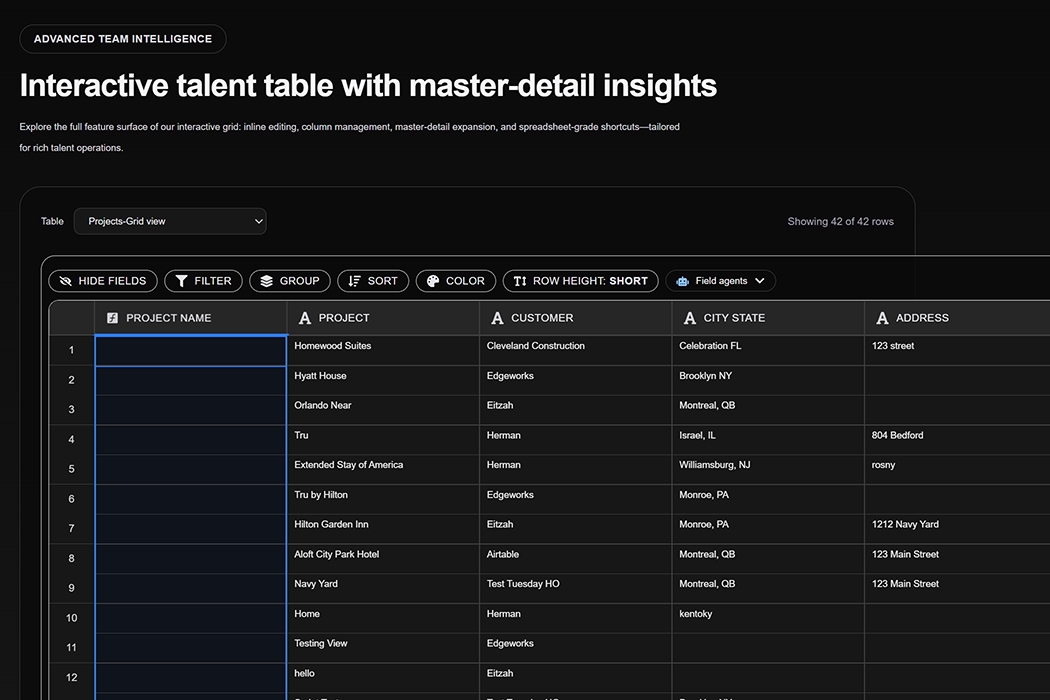 ADVANCED TEAM INTELLIGENCE
Interactive talent table with master-detail insights
Explore the full feature surface of our interactive grid: inline editing, column management, master-detail expansion, and spreadsheet-grade shortcuts—tailored
for rich talent operations.
Table Projects-Grid view Showing 42 of 42 rows
HIDE FIELDS FILTER GROUP SORT COLOR ROW HEIGHT: SHORT Field agents
PROJECT NAME PROJECT CUSTOMER CITY STATE ADDRESS
1 Homewood Suites Cleveland Construction Celebration FL 123 street
2 Hyatt House Edgeworks Brooklyn NY
3 Orlando Near Eitzah Montreal, QB
4 Tru Herman Israel, IL 804 Bedford
5 Extended Stay of America Herman Williamsburg, NJ rosny
6 Tru by Hilton Edgeworks Monroe, PA
7 Hilton Garden Inn Eitzah Monroe, PA 1212 Navy Yard
8 Aloft City Park Hotel Airtable Montreal, QB 123 Main Street
9 Navy Yard Test Tuesday HO Montreal, QB 123 Main Street
10 Home Herman kentoky
11 Testing View Edgeworks
12 hello Eitzah